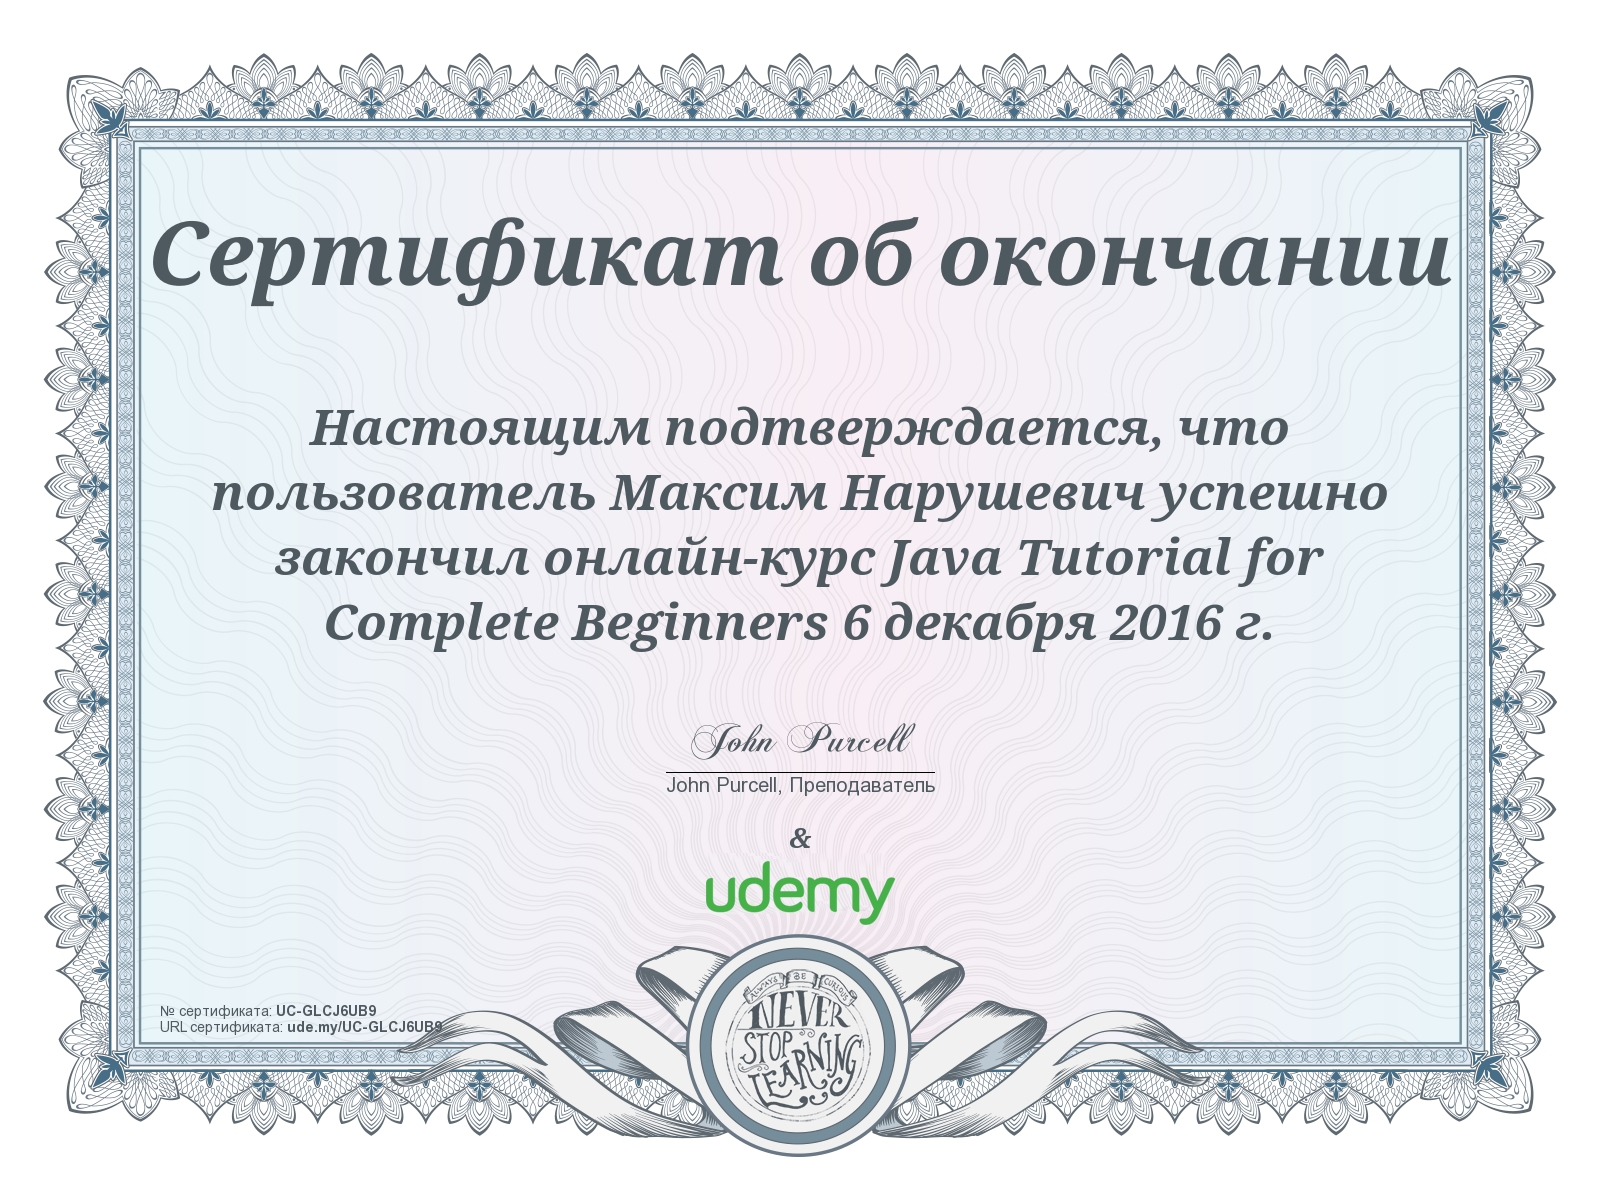 Сертификат об окончании
Настоящим подтверждается, что
пользователь Максим Нарушевич успешно
закончил онлайн-курс Java Tutorial for
Complete Beginners 6 декабря 2016 г.
John Purcell
John Purcell, Преподаватель
&
udemy
№ сертификата: UC-GLCJ6UB9
URL сертификата: ude.my/UC-GLCJ6UB9
ALWAYS BE CURIOUS
NEVER
STOP
LEARNING